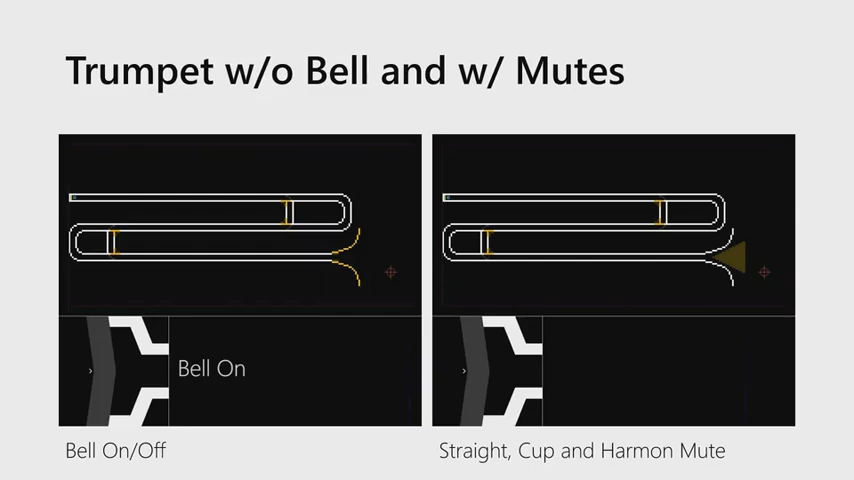 Trumpet w/o Bell and w/ Mutes
Bell On
Bell On/Off
Straight, Cup and Harmon Mute